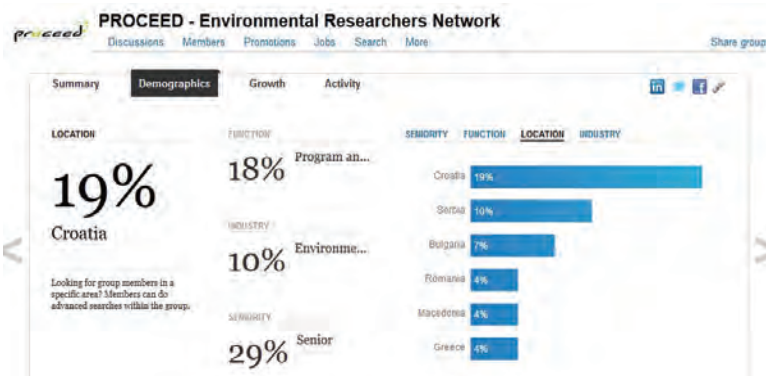 proceed
PROCEED - Environmental Researchers Network
Discussions Members Promotions Jobs Search More
Share group
Summary Demographics Growth Activity
in f
LOCATION
19%
Croatia
Looking for group members in a
specific area? Members can do
advanced searches within the group.
FUNCTION
18% Program an...
INDUSTRY
10% Environme...
SENIORITY
29% Senior
SENIORITY FUNCTION LOCATION INDUSTRY
Croatia 19%
Serbia 10%
Bulgaria 7%
Romania 4%
Macedonia 4%
Greece 4%